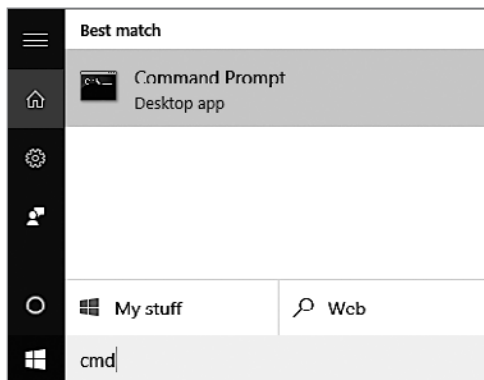 Best match
Command Prompt
Desktop app
My stuff
Web
cmd